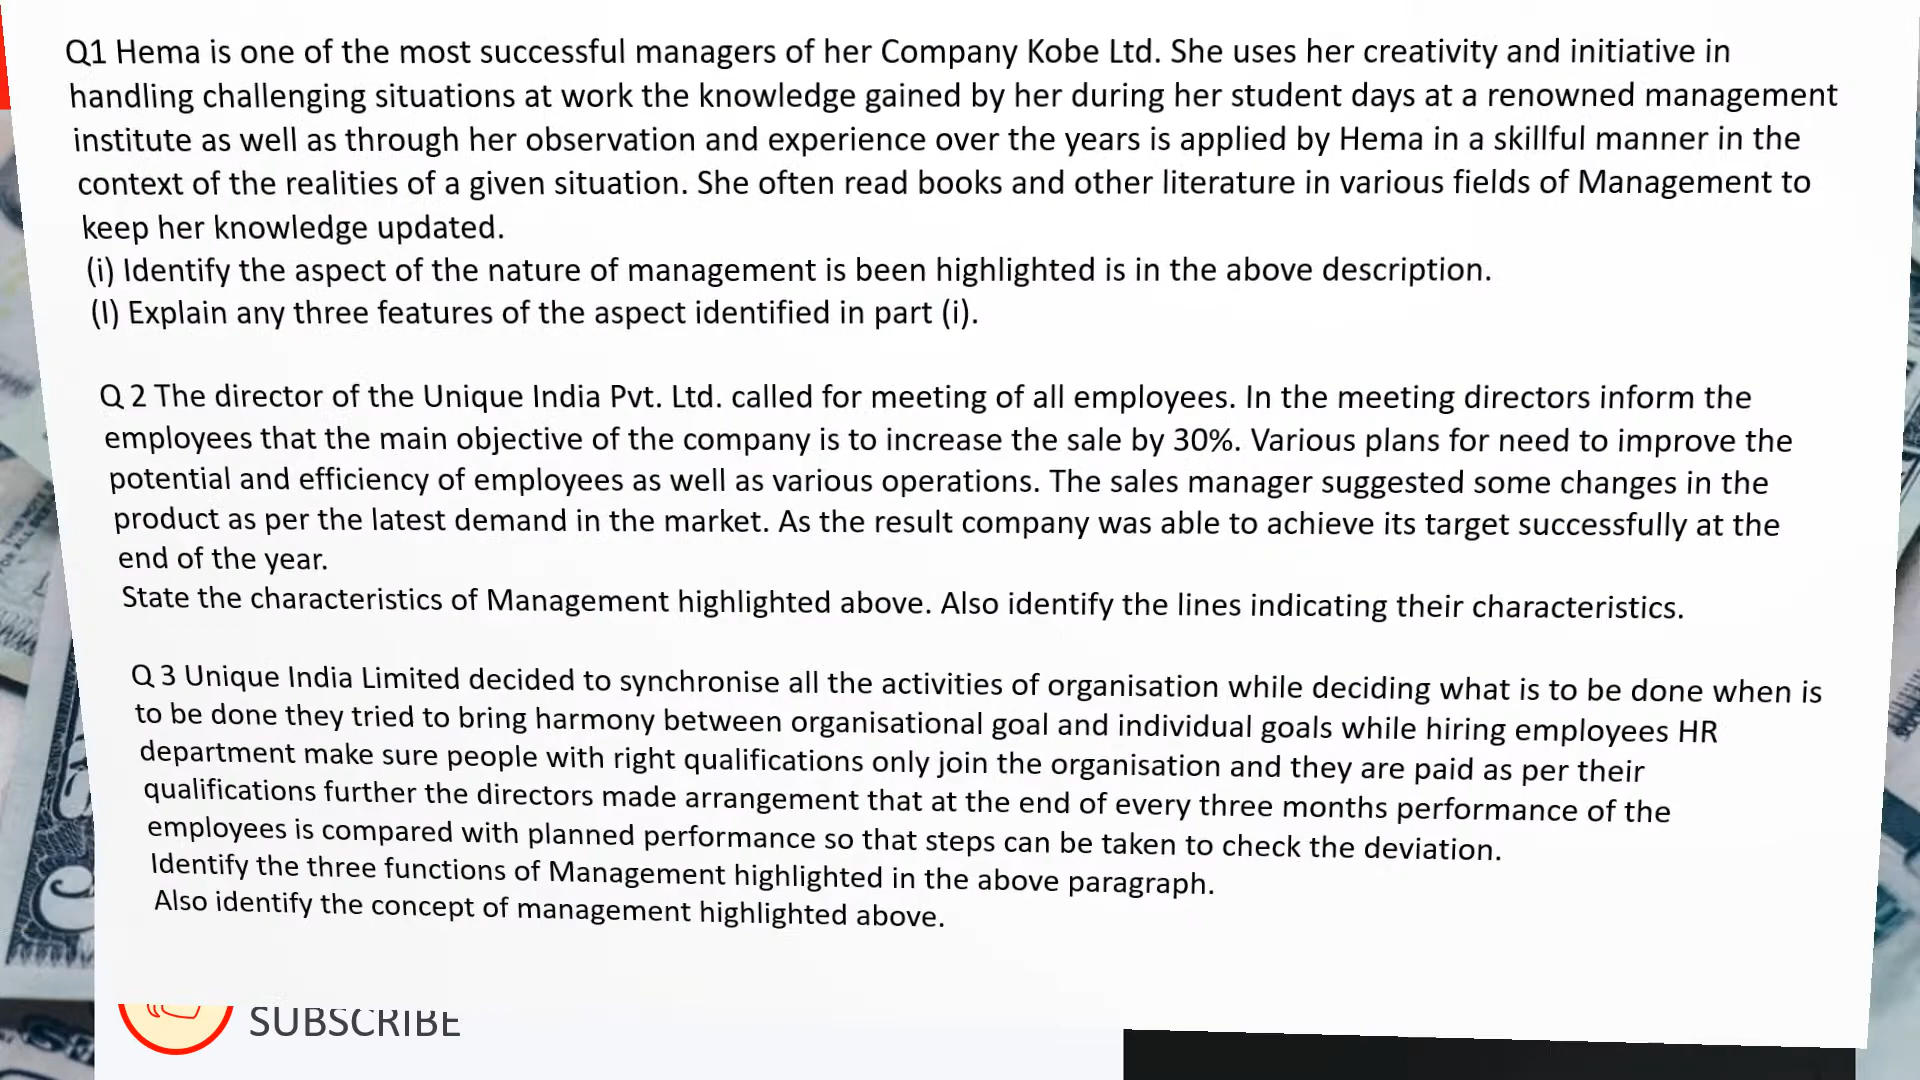 Q1 Hema is one of the most successful managers of her Company Kobe Ltd. She uses her creativity and initiative in
handling challenging situations at work the knowledge gained by her during her student days at a renowned management
institute as well as through her observation and experience over the years is applied by Hema in a skillful manner in the
context of the realities of a given situation. She often read books and other literature in various fields of Management to
keep her knowledge updated.
(i) Identify the aspect of the nature of management is been highlighted is in the above description.
(I) Explain any three features of the aspect identified in part (i).
Q 2 The director of the Unique India Pvt. Ltd. called for meeting of all employees. In the meeting directors inform the
employees that the main objective of the company is to increase the sale by 30%. Various plans for need to improve the
potential and efficiency of employees as well as various operations. The sales manager suggested some changes in the
product as per the latest demand in the market. As the result company was able to achieve its target successfully at the
end of the year.
State the characteristics of Management highlighted above. Also identify the lines indicating their characteristics.
Q 3 Unique India Limited decided to synchronise all the activities of organisation while deciding what is to be done when is
to be done they tried to bring harmony between organisational goal and individual goals while hiring employees HR
department make sure people with right qualifications only join the organisation and they are paid as per their
qualifications further the directors made arrangement that at the end of every three months performance of the
employees is compared with planned performance so that steps can be taken to check the deviation.
Identify the three functions of Management highlighted in the above paragraph.
Also identify the concept of management highlighted above.
SUBSCRIBE